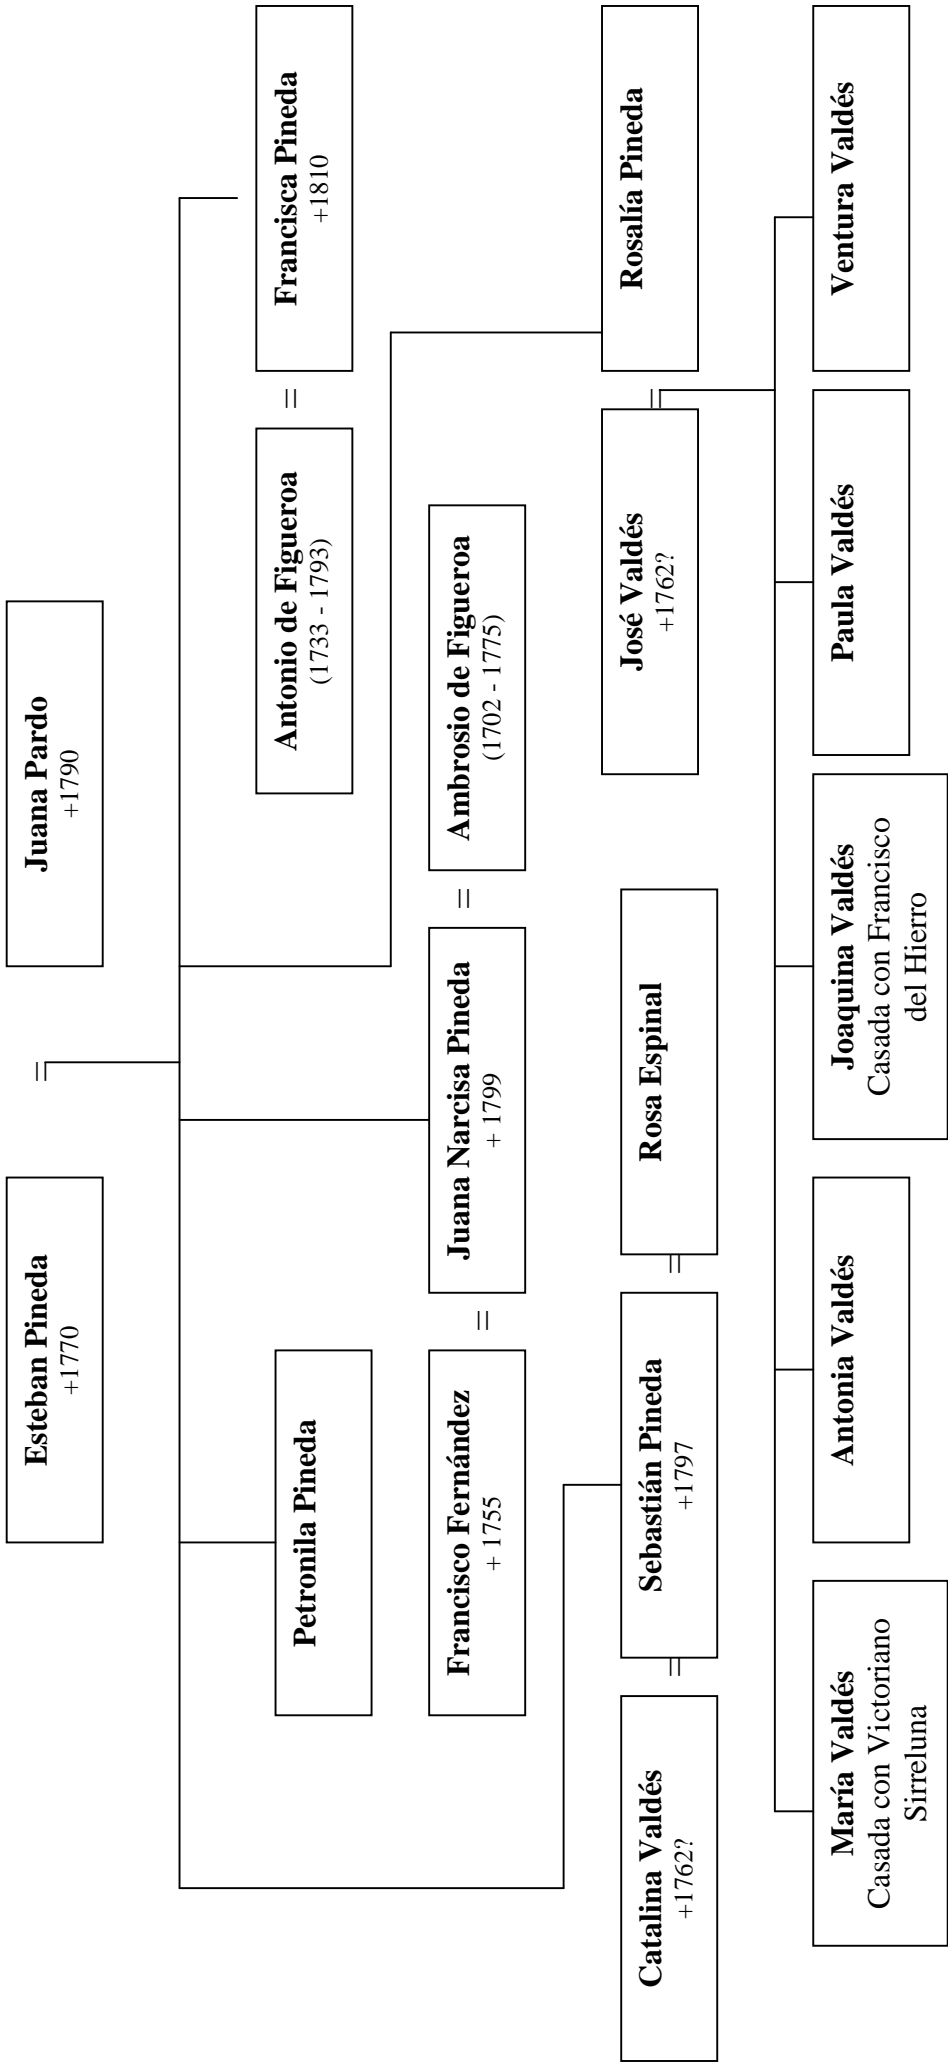 Esteban Pineda
+1770
=
Juana Pardo
+1790
Petronila Pineda
Antonio de Figueroa
(1733 - 1793)
=
Francisca Pineda
+1810
Francisco Fernández
+ 1755
=
Juana Narcisa Pineda
+ 1799
=
Ambrosio de Figueroa
(1702 - 1775)
Catalina Valdés
+1762?
=
Sebastián Pineda
+1797
=
Rosa Espinal
José Valdés
+1762?
=
Rosalía Pineda
María Valdés
Casada con Victoriano
Sirreluna
Antonia Valdés
Joaquina Valdés
Casada con Francisco
del Hierro
Paula Valdés
Ventura Valdés